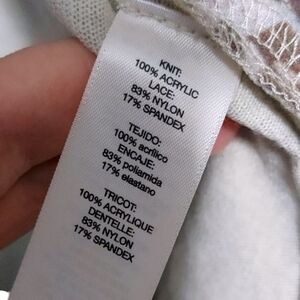 KNIT:
100% ACRYLIC
LACE:
83% NYLON
17% SPANDEX
TEJIDO:
100% acrílico
ENCAJE:
83% poliamida
17% elastano
TRICOT:
100% ACRYLIQUE
DENTELLE:
83% NYLON
17% SPANDEX